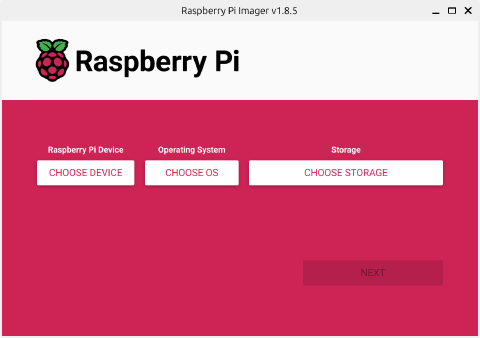 Raspberry Pi Imager v1.8.5
Raspberry Pi
Raspberry Pi Device
Operating System
Storage
CHOOSE DEVICE
CHOOSE OS
CHOOSE STORAGE
NEXT